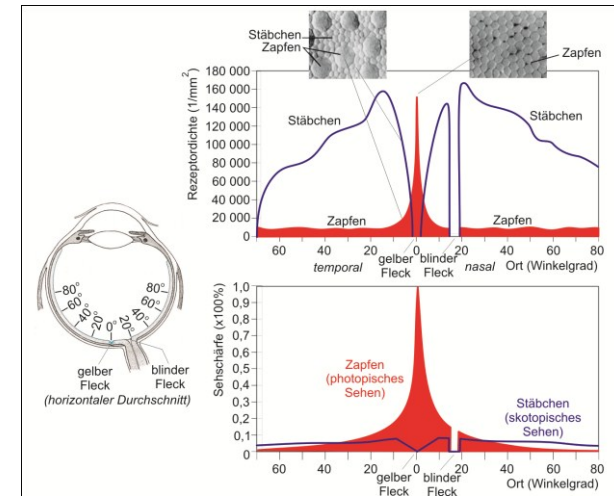 Stäbchen
Zapfen
Zapfen
Rezeptordichte (1/mm²)
180 000
160 000
140 000
120 000
100 000
80 000
60 000
40 000
20 000
0
Stäbchen
Stäbchen
Zapfen
Zapfen
60
40
20
0
20
40
60
80
temporal
gelber
Fleck
blinder
Fleck
nasal
Ort (Winkelgrad)
80°
60°
40°
20°
0°
20°
40°
60°
80°
gelber
Fleck
blinder
Fleck
(horizontaler Durchschnitt)
Sehschärfe (x100%)
1,0
0,9
0,8
0,7
0,6
0,5
0,4
0,3
0,2
0,1
0
Zapfen
(photopisches
Sehen)
Stäbchen
(skotopisches
Sehen)
60
40
20
0
20
40
60
80
gelber
Fleck
blinder
Fleck
Ort (Winkelgrad)